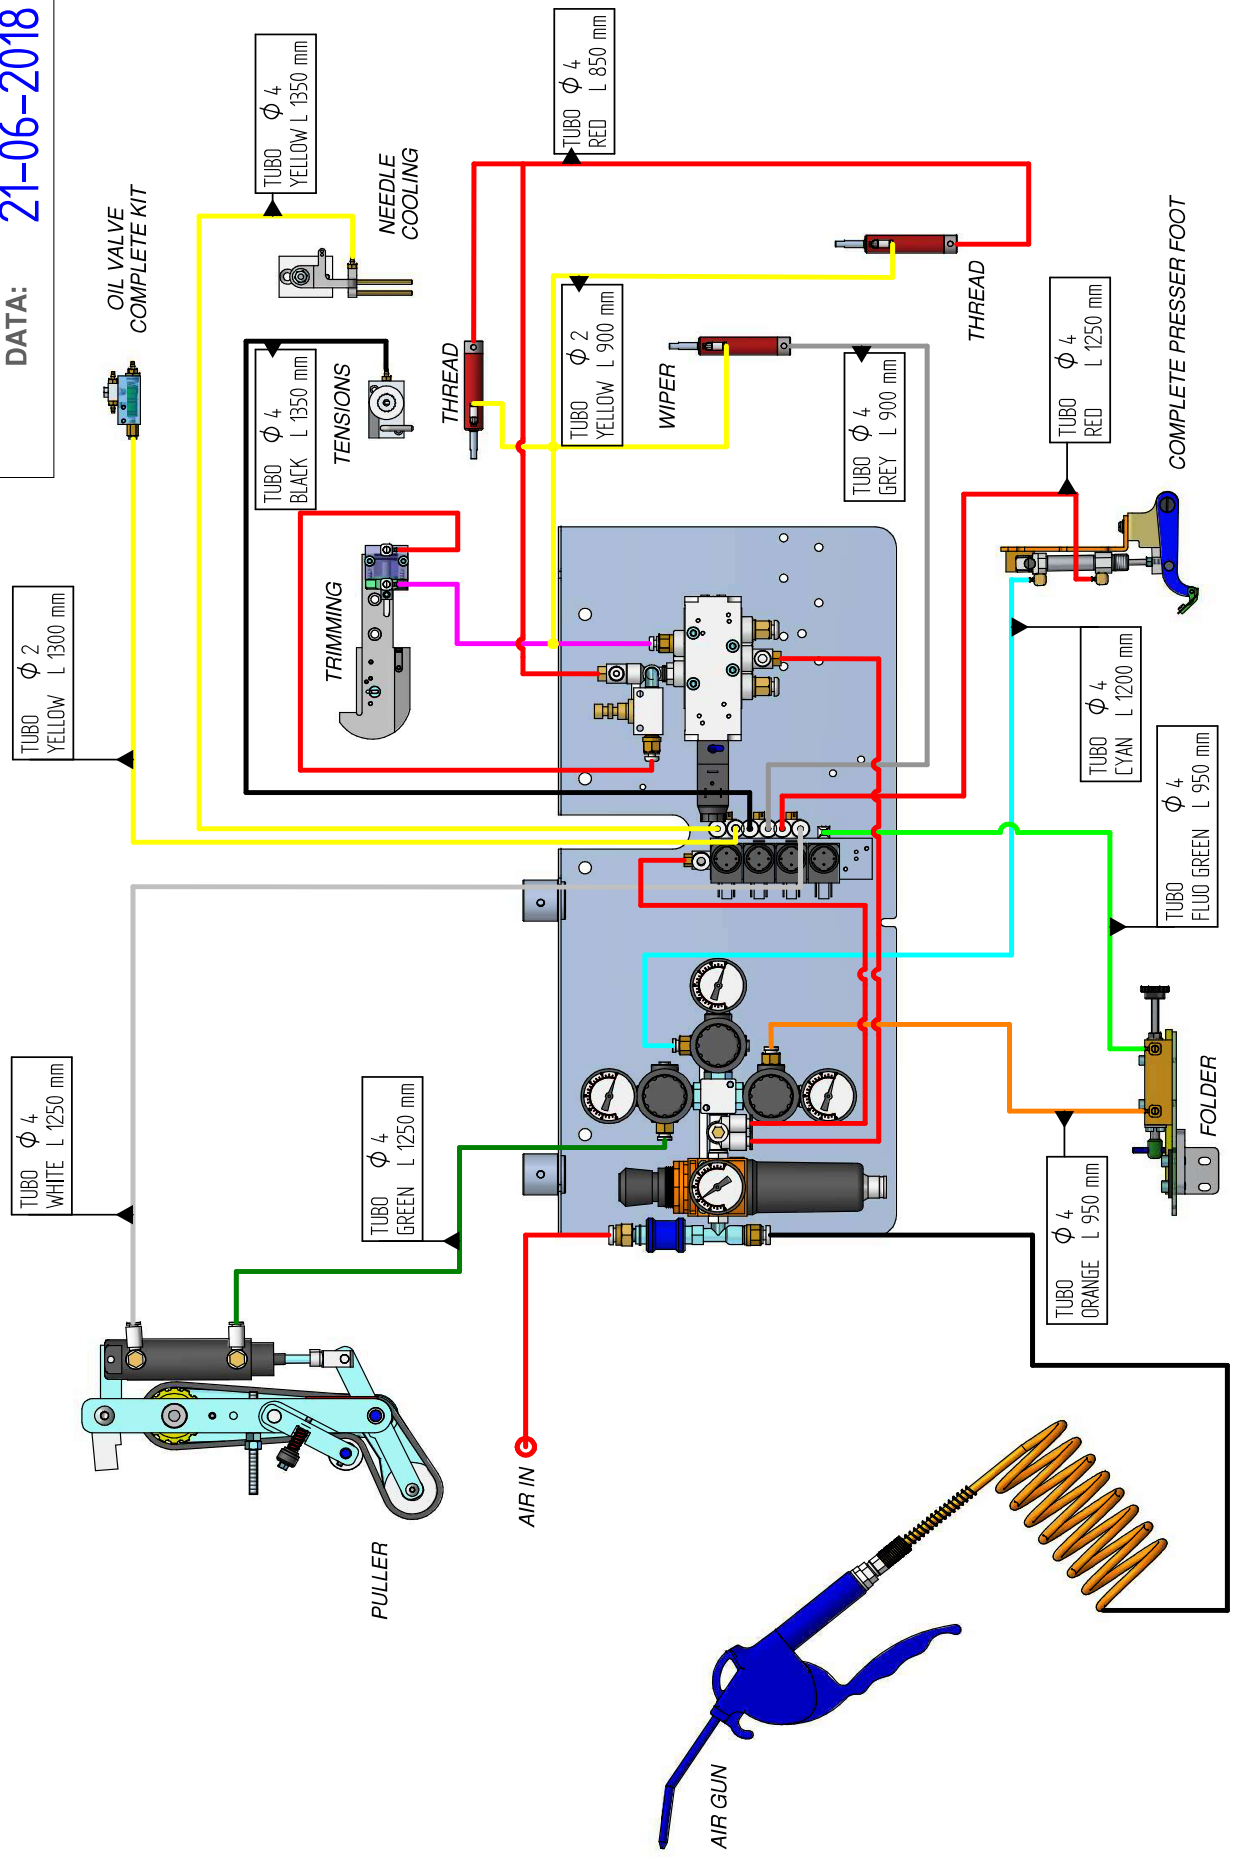 DATA: 21-06-2018
OIL VALVE
COMPLETE KIT
TUBO Φ 4
YELLOW L 1350 mm
NEEDLE
COOLING
TUBO Φ 4
RED L 850 mm
TUBO Φ 4
BLACK L 1350 mm
TENSIONS
THREAD
TUBO Φ 2
YELLOW L 900 mm
WIPER
THREAD
TUBO Φ 4
GREY L 900 mm
TUBO Φ 4
RED L 1250 mm
COMPLETE PRESSER FOOT
TUBO Φ 2
YELLOW L 1300 mm
TRIMMING
TUBO Φ 4
CYAN L 1200 mm
TUBO Φ 4
FLUO GREEN L 950 mm
TUBO Φ 4
WHITE L 1250 mm
TUBO Φ 4
GREEN L 1250 mm
FOLDER
TUBO Φ 4
ORANGE L 950 mm
PULLER
AIR IN
AIR GUN